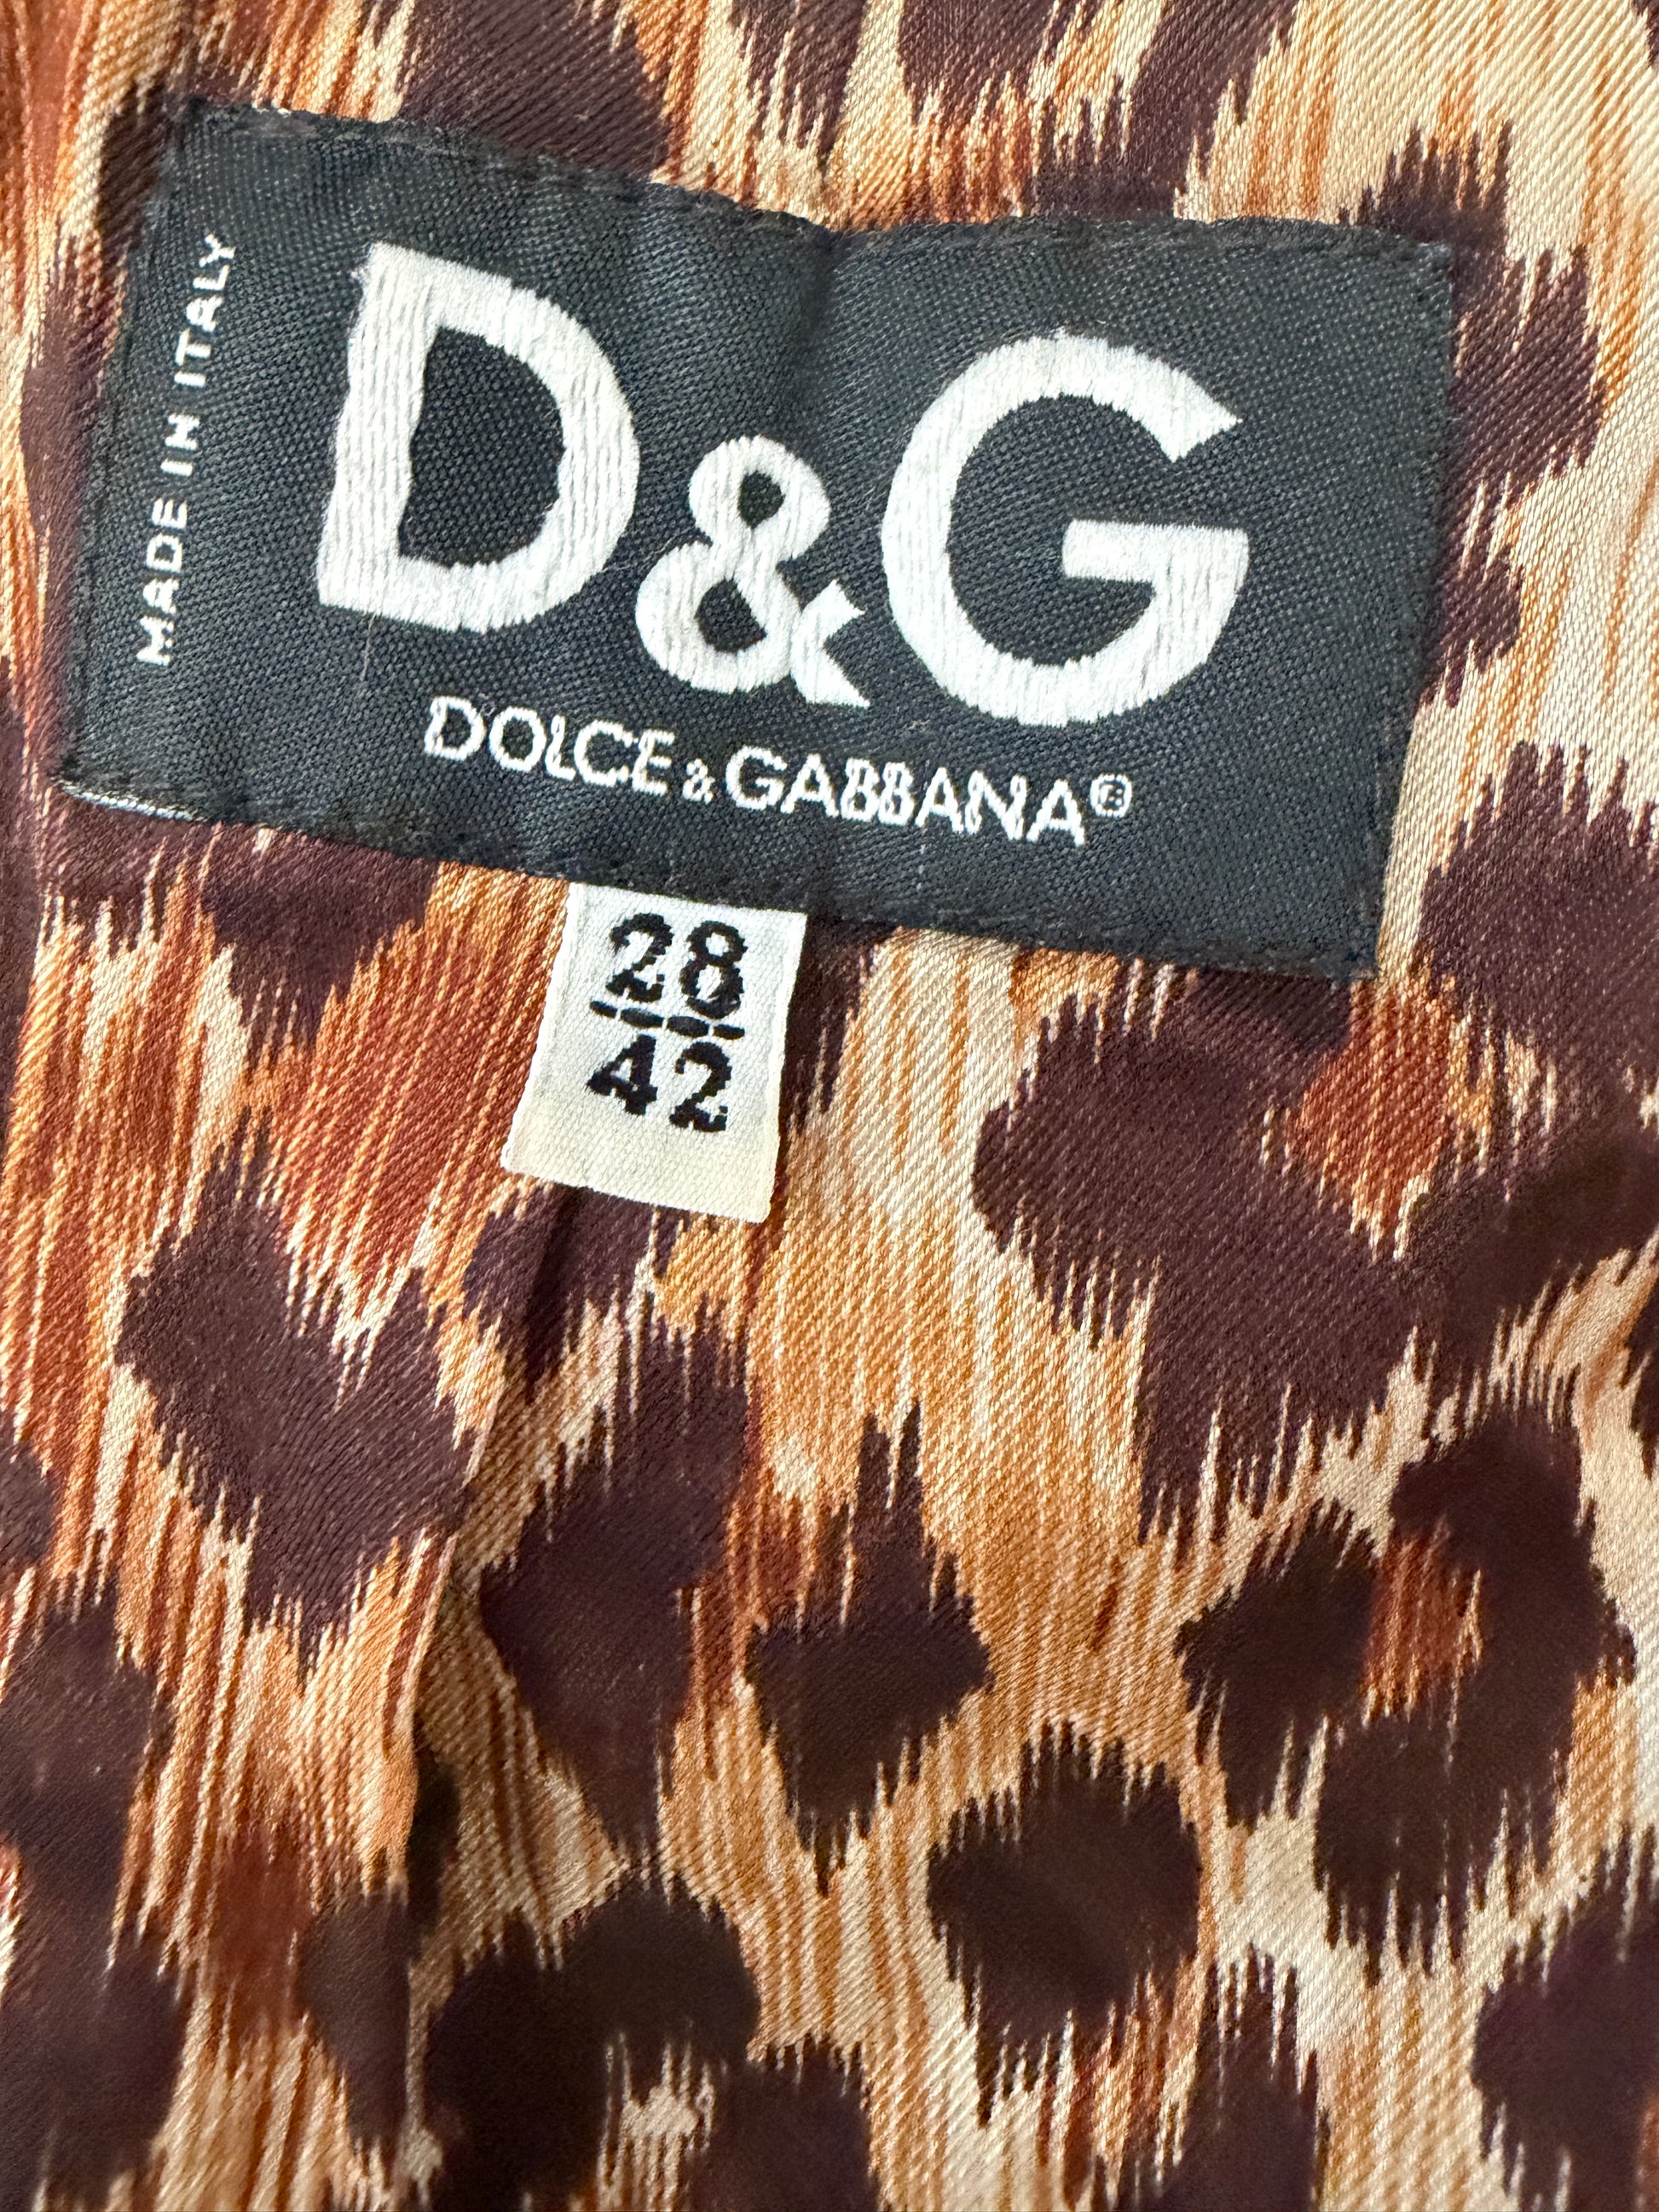 MADE IN ITALY
D&G
DOLCE & GABBANA®
28
42